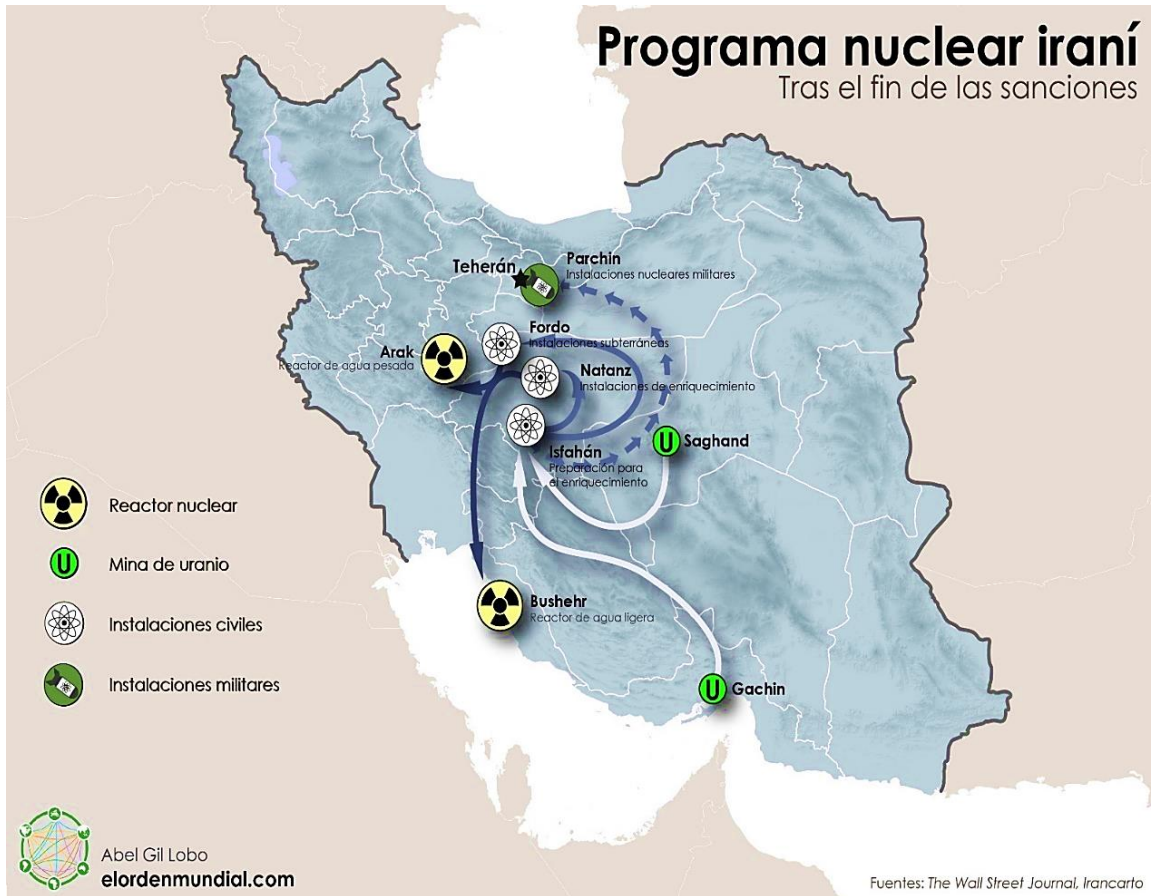 Programa nuclear iraní
Tras el fin de las sanciones
Teherán
Parchin
Instalaciones nucleares militares
Fordo
Instalaciones subterráneas
Arak
Reactor de agua pesada
Natanz
Instalaciones de enriquecimiento
U
Saghand
Isfahán
Preparación para
el enriquecimiento
Reactor nuclear
U
Mina de uranio
Bushehr
Reactor de agua ligera
Instalaciones civiles
Instalaciones militares
U
Gachin
Abel Gil Lobo
elordenmundial.com
Fuentes: The Wall Street Journal, Irancarto